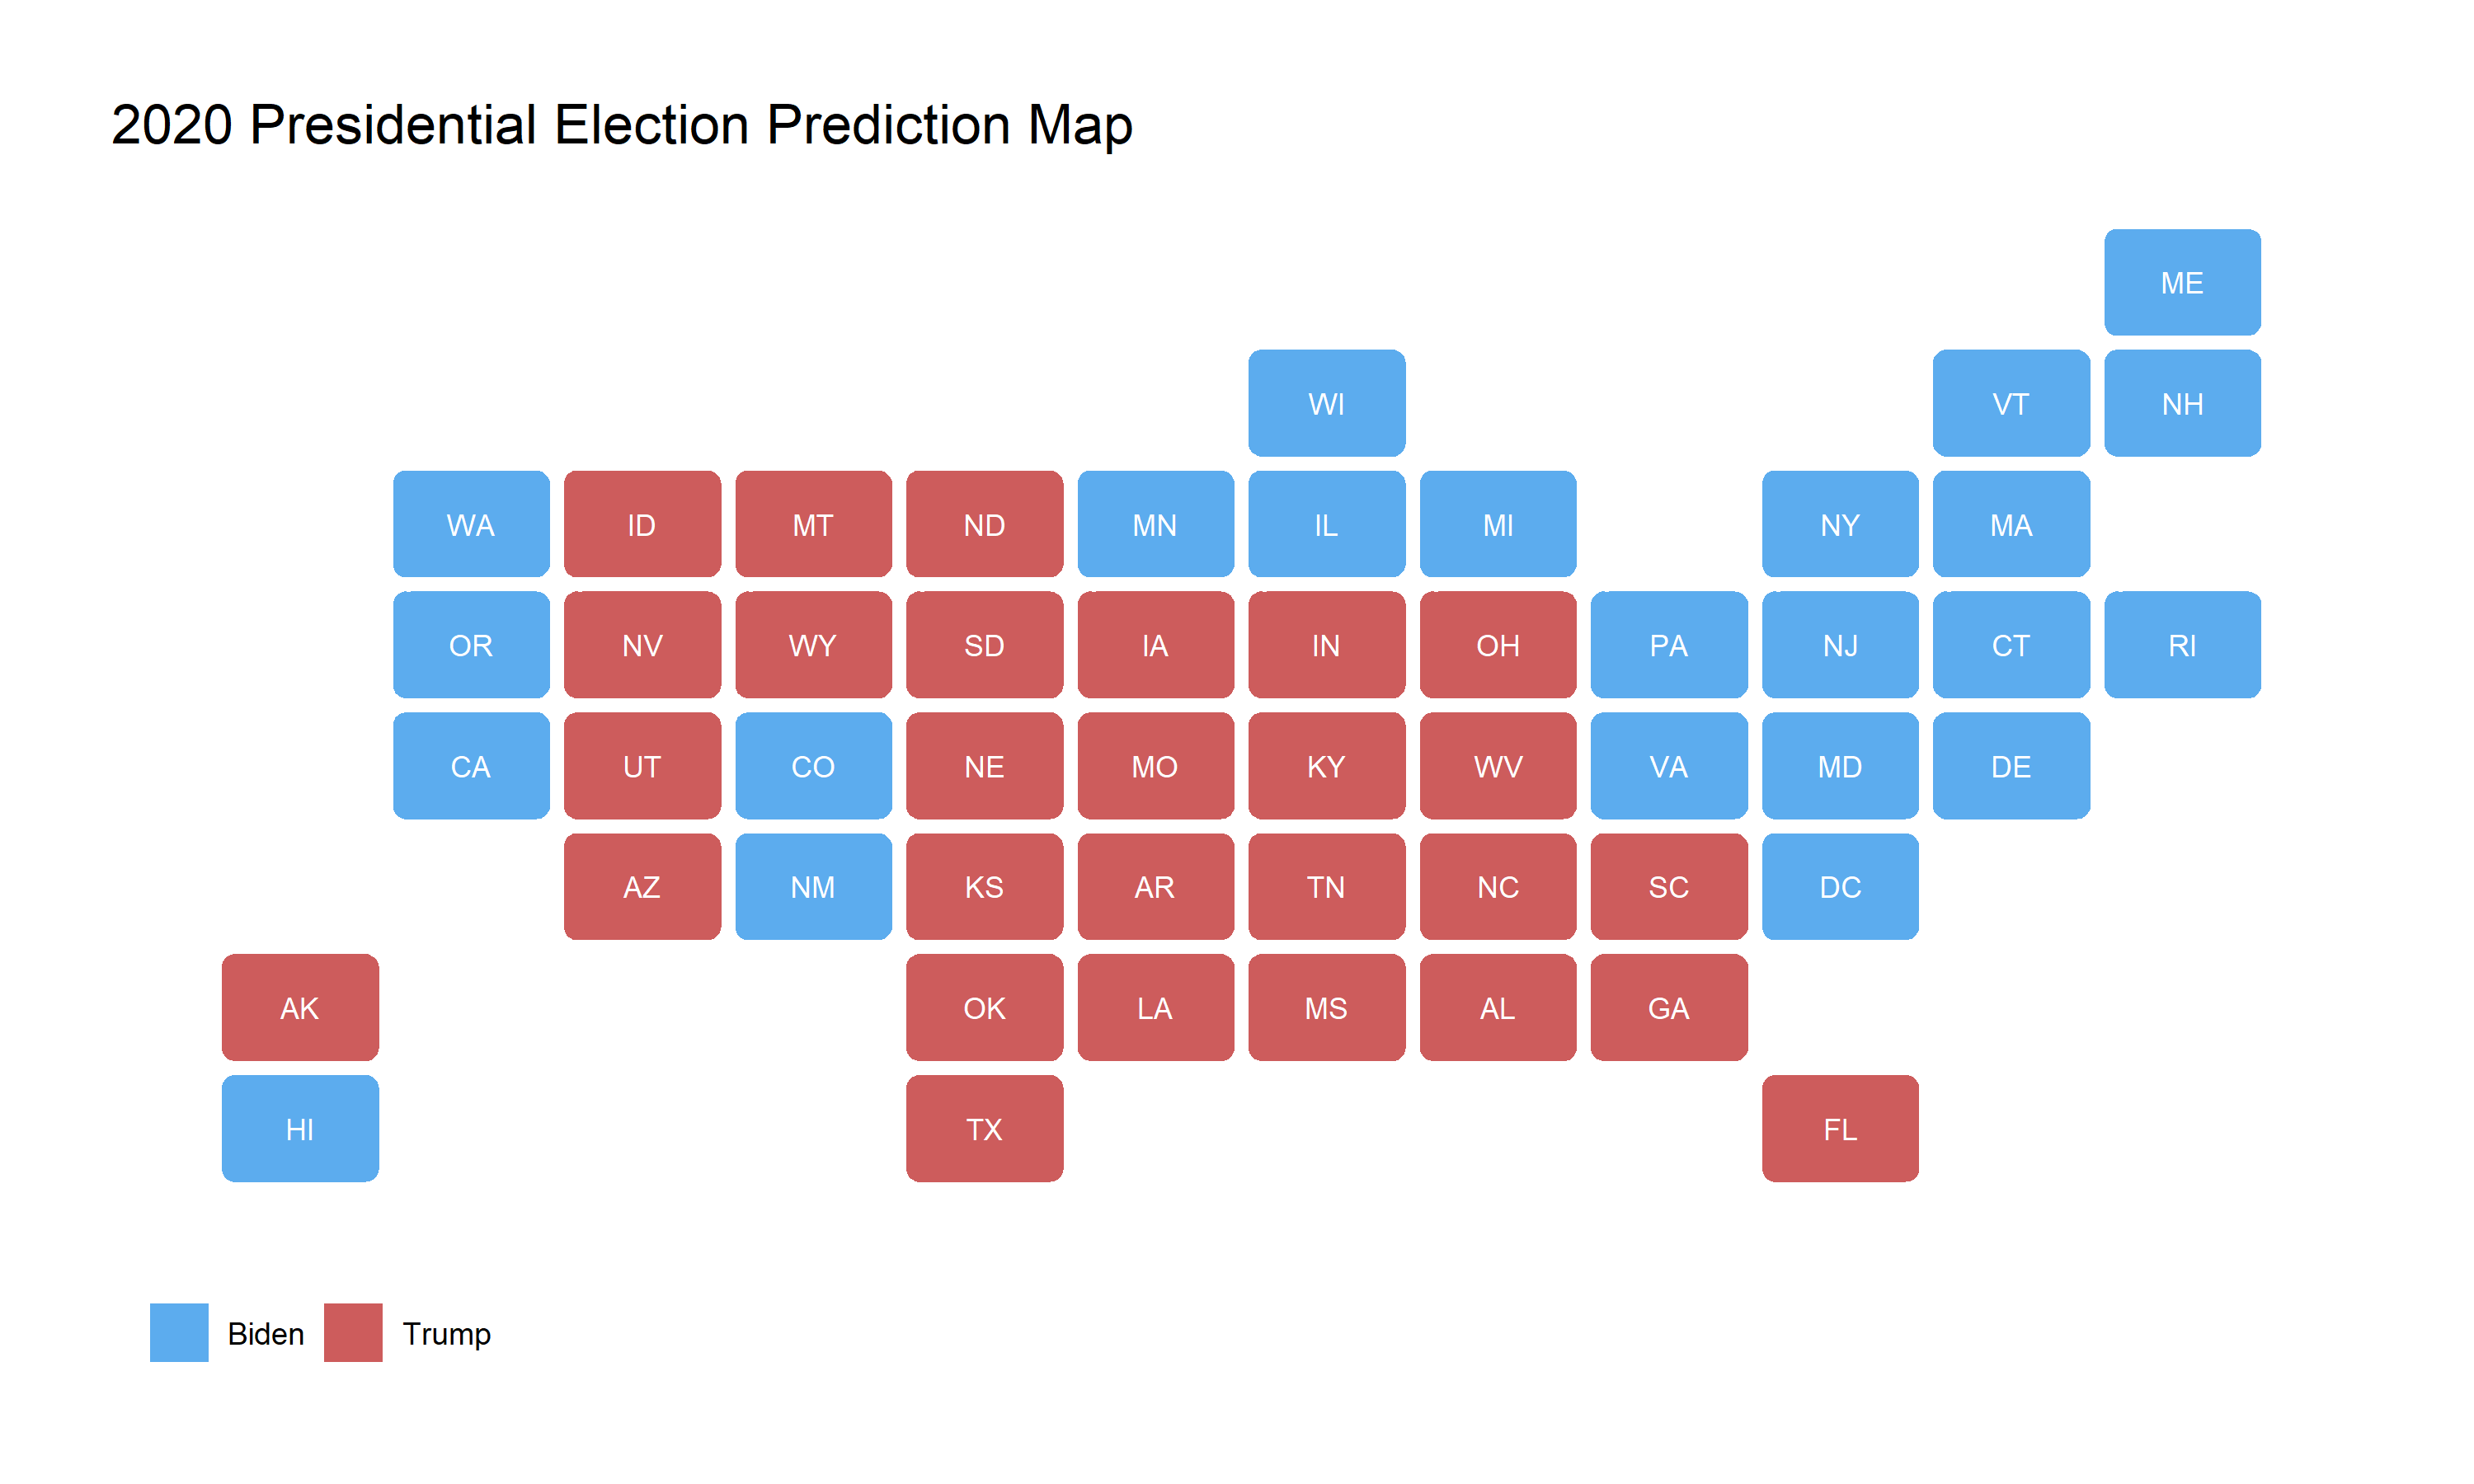 2020 Presidential Election Prediction Map
ME
WI VT NH
WA ID MT ND MN IL MI NY MA
OR NV WY SD IA IN OH PA NJ CT RI
CA UT CO NE MO KY WV VA MD DE
AZ NM KS AR TN NC SC DC
AK OK LA MS AL GA
HI TX FL
Biden Trump